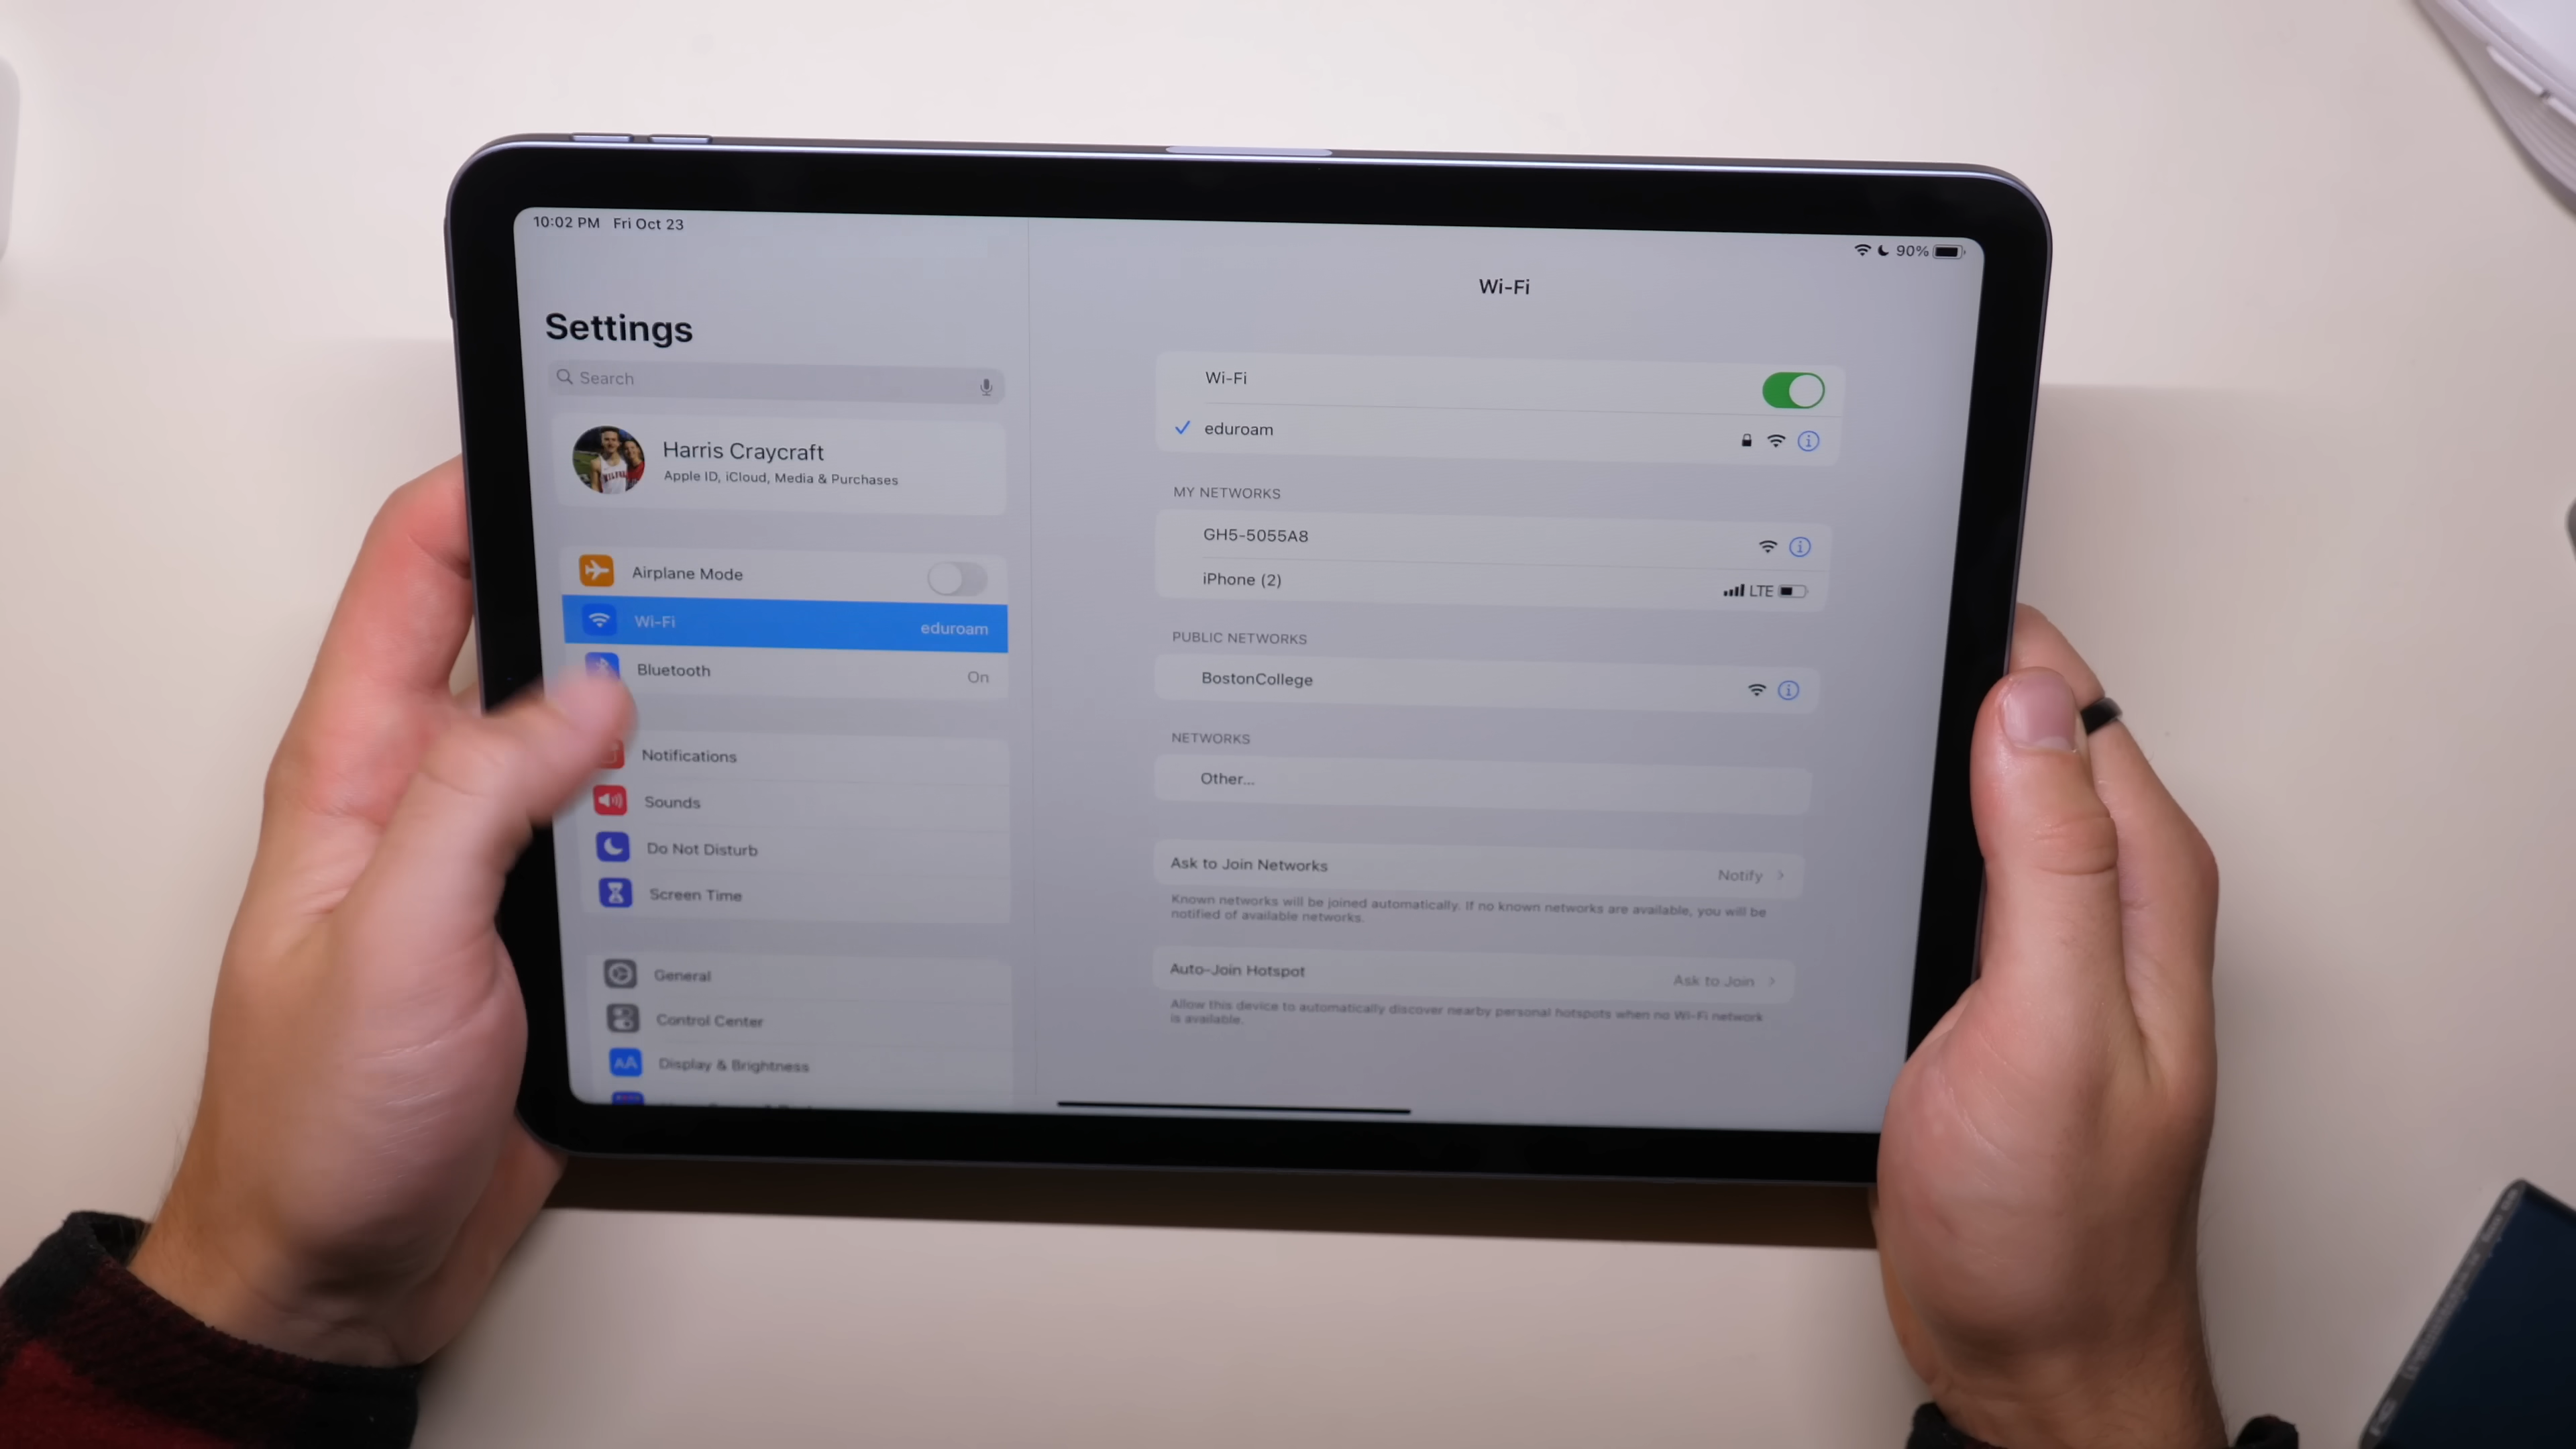 10:02 PM Fri Oct 23
90%
Settings
Search
Harris Craycraft
Apple ID, iCloud, Media & Purchases
Airplane Mode
Wi-Fi eduroam
Bluetooth On
Notifications
Sounds
Do Not Disturb
Screen Time
General
Control Center
AA Display & Brightness
Wi-Fi
Wi-Fi
eduroam
MY NETWORKS
GH5-5055A8
iPhone (2) LTE
PUBLIC NETWORKS
BostonCollege
NETWORKS
Other...
Ask to Join Networks Notify
Known networks will be joined automatically. If no known networks are available, you will be
notified of available networks.
Auto-Join Hotspot Ask to Join
Allow this device to automatically discover nearby personal hotspots when no Wi-Fi network
is available.